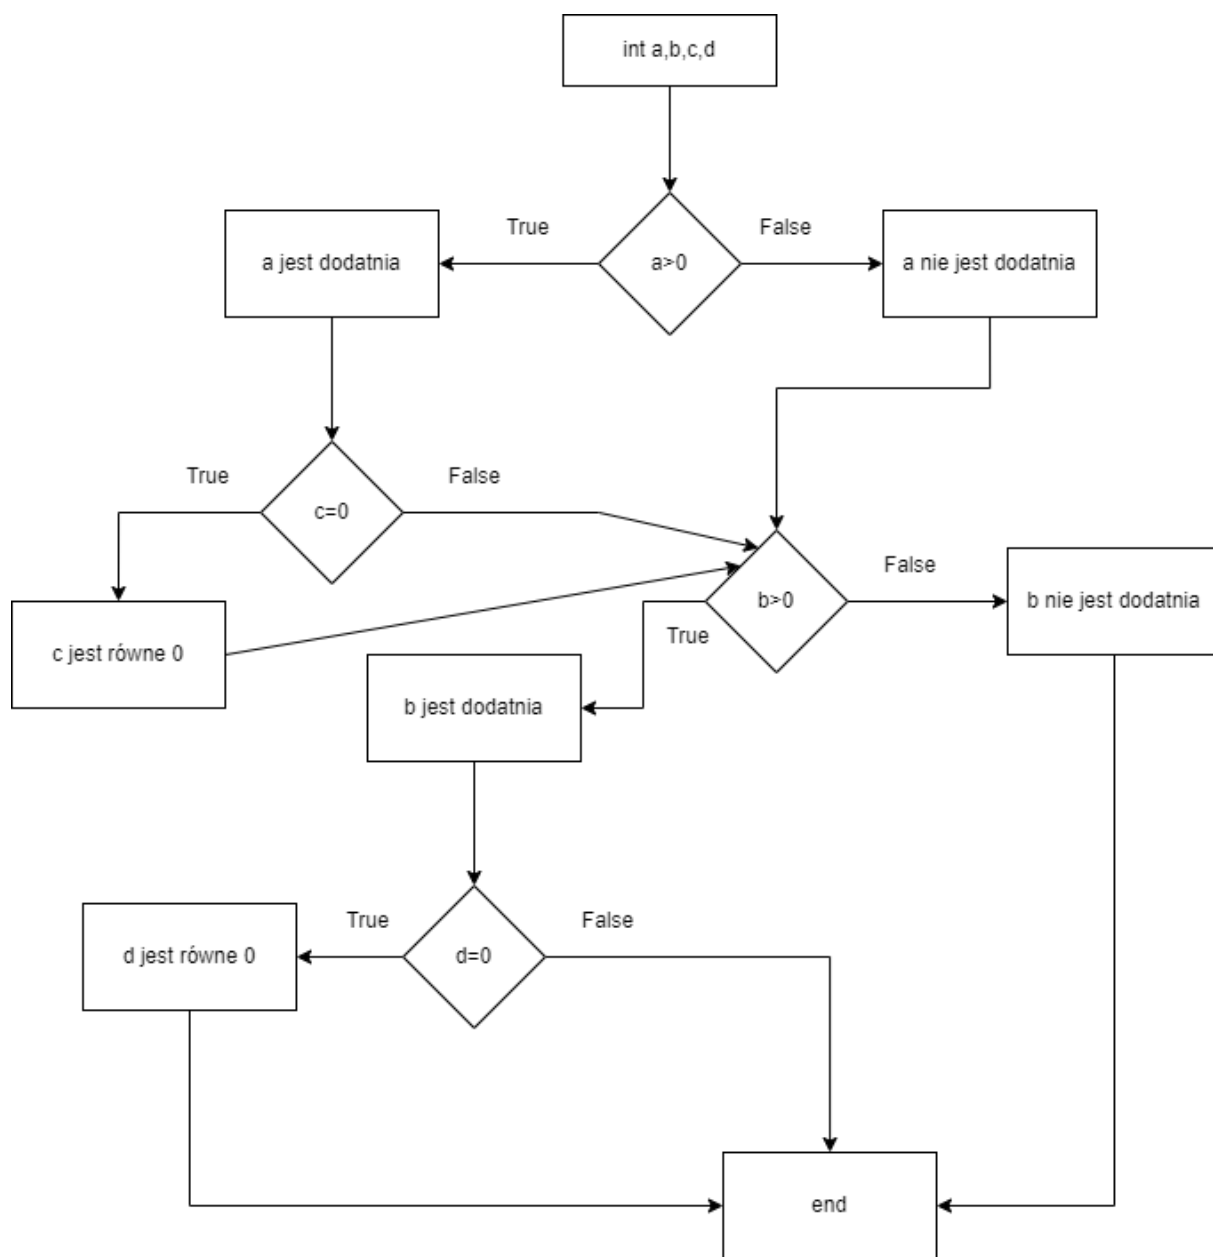 int a,b,c,d
True
False
a jest dodatnia
a>0
a nie jest dodatnia
True
False
c=0
False
b>0
b nie jest dodatnia
True
c jest równe 0
b jest dodatnia
True
False
d jest równe 0
d=0
end